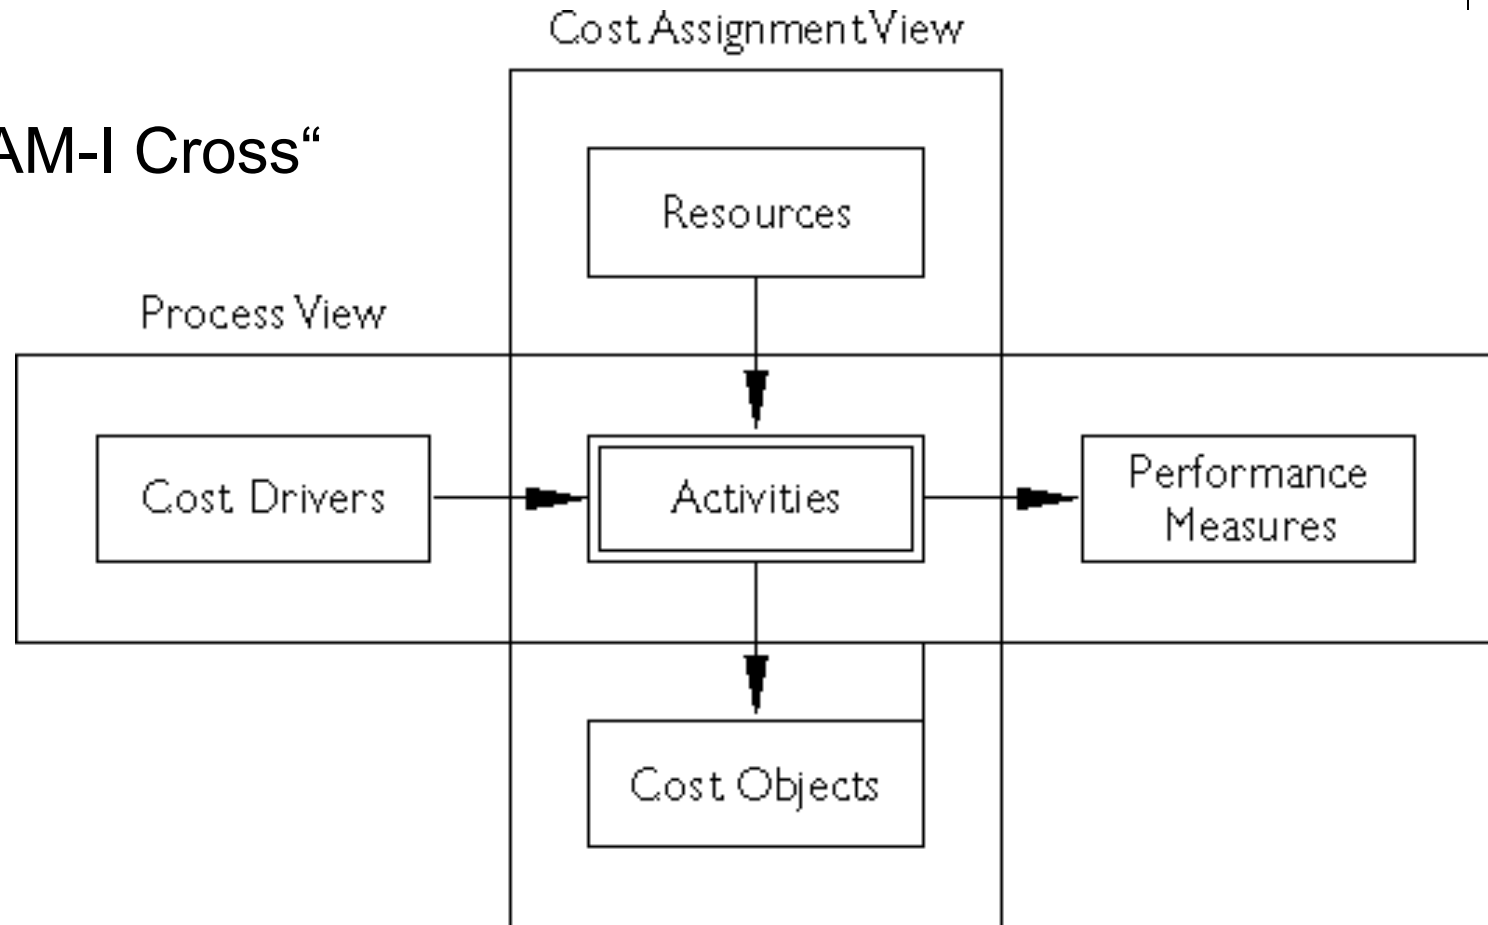 Cost Assignment View
AM-I Cross“
Resources
Process View
Cost Drivers
Activities
Performance
Measures
Cost Objects